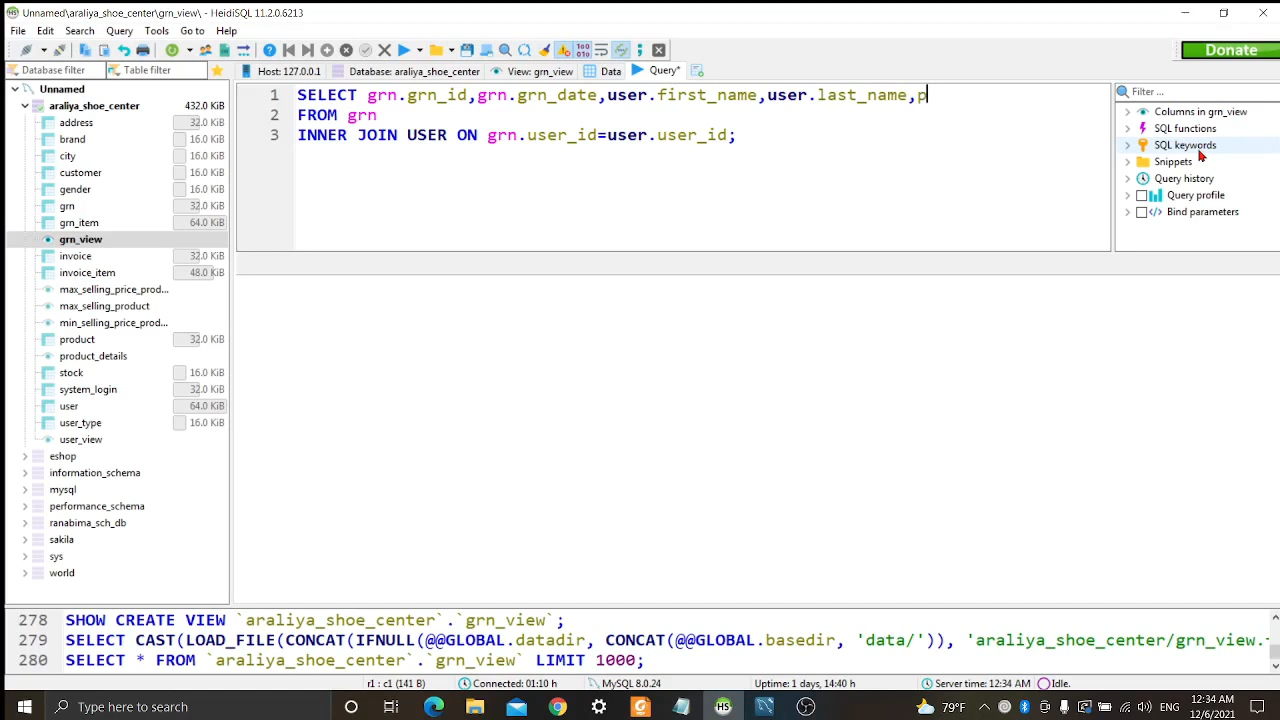 Unnamed\araliya_shoe_center\grn_view\ - HeidiSQL 11.2.0.6213
File Edit Search Query Tools Go to Help
Donate
Database filter Table filter Host: 127.0.0.1 Database: araliya_shoe_center View: grn_view Data Query*
Unnamed
araliya_shoe_center 432.0 KiB
address 32.0 KiB
brand 16.0 KiB
city 16.0 KiB
customer 32.0 KiB
gender 16.0 KiB
grn 32.0 KiB
grn_item 64.0 KiB
grn_view
invoice 32.0 KiB
invoice_item 48.0 KiB
max_selling_price_prod...
max_selling_product
min_selling_price_prod...
product 32.0 KiB
product_details
stock 16.0 KiB
system_login 32.0 KiB
user 64.0 KiB
user_type 16.0 KiB
user_view
eshop
information_schema
mysql
performance_schema
ranabima_sch_db
sakila
sys
world
1 SELECT grn.grn_id,grn.grn_date,user.first_name,user.last_name,p
2 FROM grn
3 INNER JOIN USER ON grn.user_id=user.user_id;
Filter ...
Columns in grn_view
SQL functions
SQL keywords
Snippets
Query history
Query profile
Bind parameters
278 SHOW CREATE VIEW `araliya_shoe_center`.`grn_view`;
279 SELECT CAST(LOAD_FILE(CONCAT(IFNULL(@@GLOBAL.datadir, CONCAT(@@GLOBAL.basedir, 'data/')), 'araliya_shoe_center/grn_view.
280 SELECT * FROM `araliya_shoe_center`.`grn_view` LIMIT 1000;
r1 : c1 (141 B) Connected: 01:10 h MySQL 8.0.24 Uptime: 1 days, 14:40 h Server time: 12:34 AM Idle.
Type here to search
79°F
12:34 AM
12/6/2021